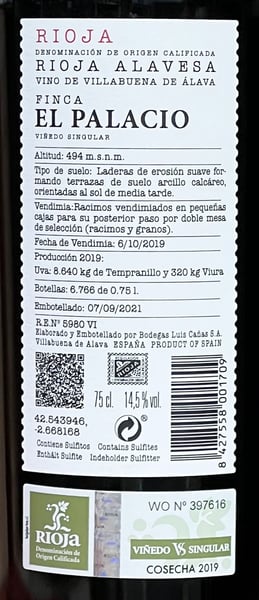 RIOJA
DENOMINACIÓN DE ORIGEN CALIFICADA
RIOJA ALAVESA
VINO DE VILLABUENA DE ÁLAVA
FINCA
EL PALACIO
VIÑEDO SINGULAR
Altitud: 494 m.s.n.m.
Tipo de suelo: Laderas de erosión suave for-
mando terrazas de suelo arcillo calcáreo,
orientadas al sol de media tarde.
Vendimia:Racimos vendimiados en pequeñas
cajas para su posterior paso por doble mesa
de selección (racimos y granos).
Fecha de Vendimia: 6/10/2019
Producción 2019:
Uva: 8.640 kg de Tempranillo y 320 kg Viura
Botellas: 6.766 de 0.75 l.
Embotellado: 07/09/2021
R.E.Nº 5980 VI
Elaborado y Embotellado por Bodegas Luis Cañas S.A.
Villabuena de Alava ESPAÑA PRODUCT OF SPAIN
75 cl. 14,5% vol.
42.543946,
-2.668168
Contiene Sulfitos Contains Sulfites
Enthält Sulfite Indeholder Sulfitter
8 427558 001709
RIOJA
Denominación de
Origen Calificada
WO Nº 397616
VIÑEDO VS SINGULAR
COSECHA 2019